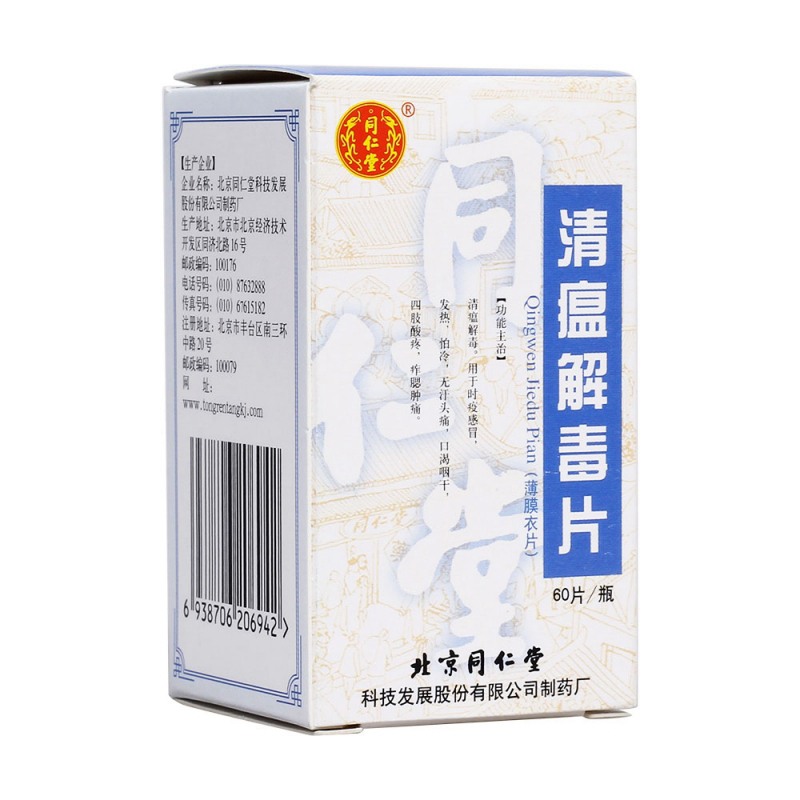 【生产企业】
企业名称：北京同仁堂科技发展
股份有限公司制药厂
生产地址：北京市北京经济技术
开发区同济北路16号
邮政编码：100176
电话号码：(010) 87632888
传真号码：(010) 67615182
注册地址：北京市丰台区南三环
中路20号
邮政编码：100079
网 址：
www.tongrentangkj.com
6 938706 206942 >
同仁堂
®
同仁堂
清瘟解毒片
Qingwen Jiedu Pian（薄膜衣片）
【功能主治】
清瘟解毒。用于时疫感冒，
发热，怕冷，无汗头痛，口渴咽干，
四肢酸疼，痄腮肿痛。
同仁堂
60片/瓶
北京同仁堂
科技发展股份有限公司制药厂